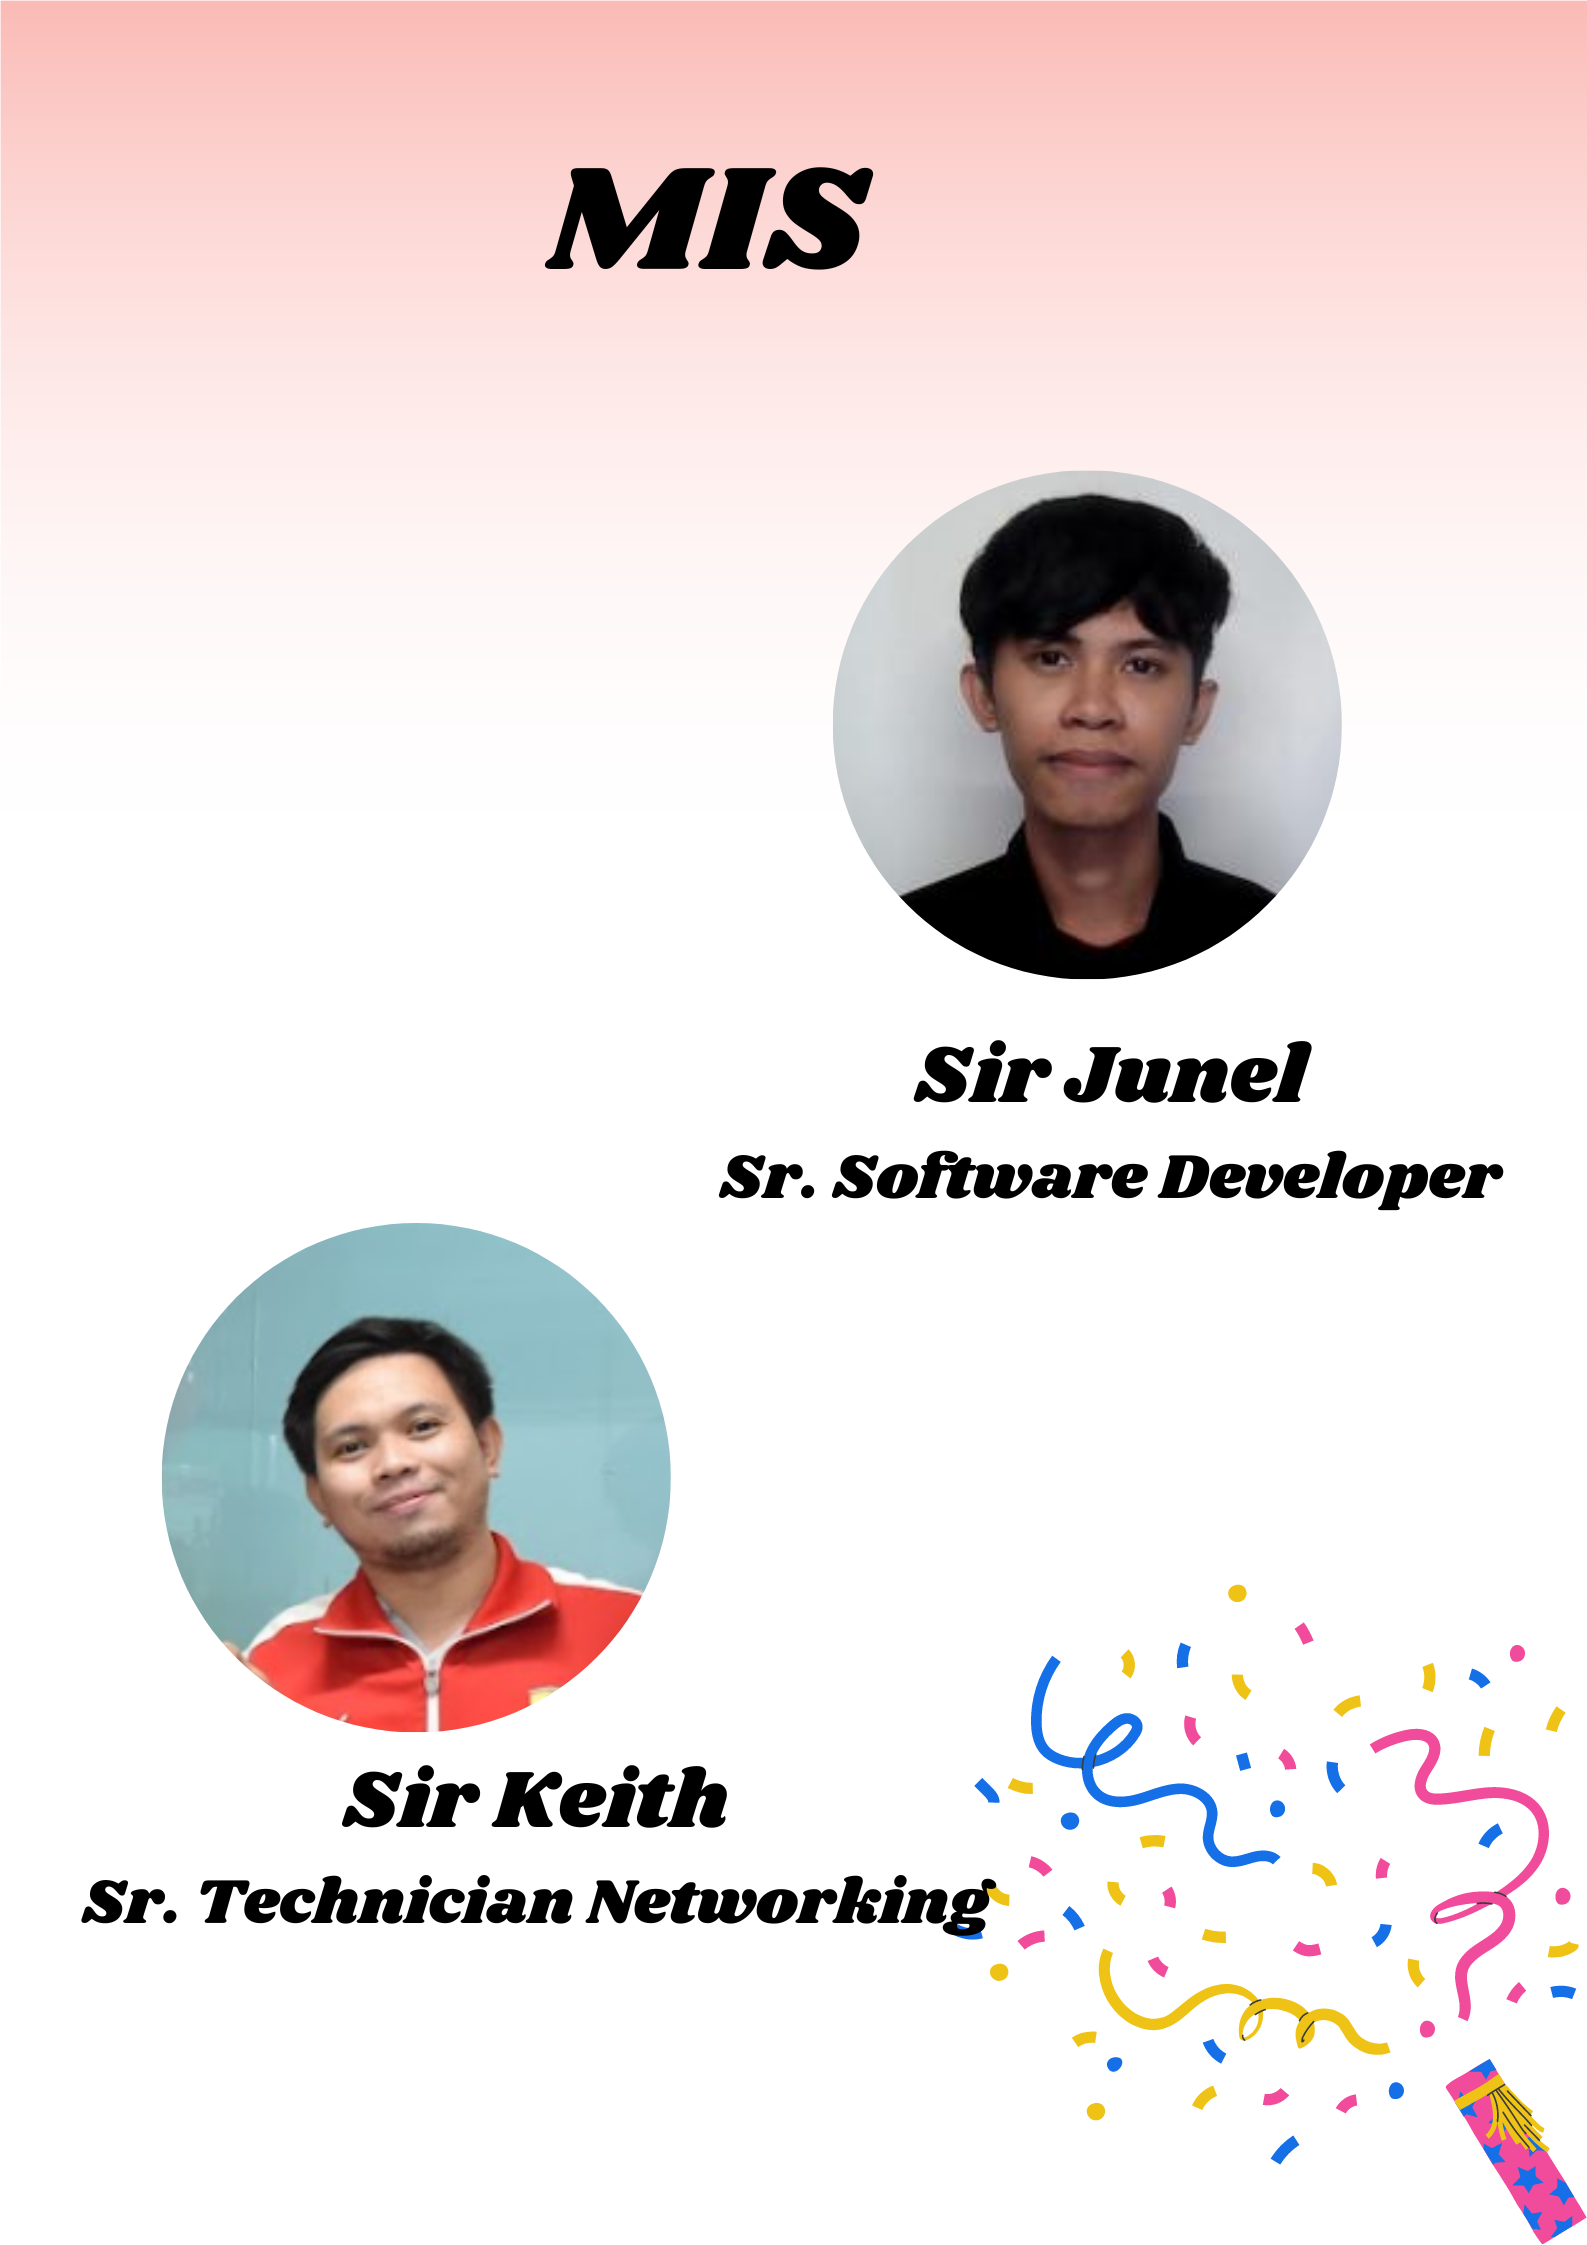 MIS
Sir Junel
Sr. Software Developer
Sir Keith
Sr. Technician Networking